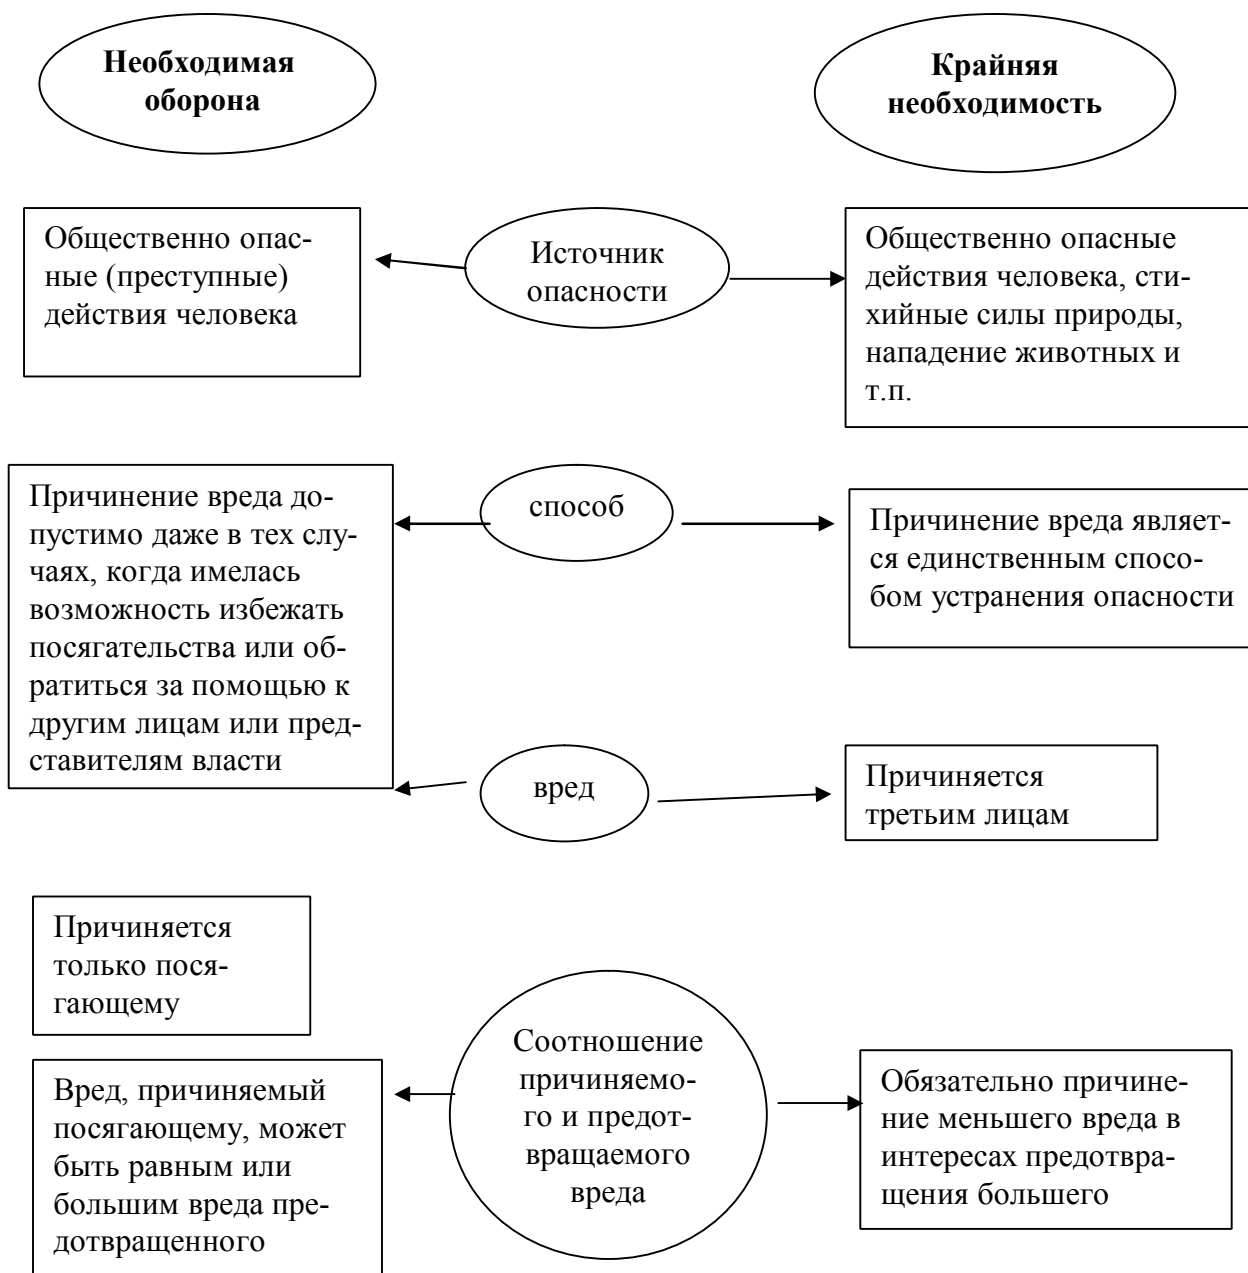 Необходимая
оборона
Крайняя
необходимость
Общественно опас-
ные (преступные)
действия человека
Источник
опасности
Общественно опасные
действия человека, сти-
хийные силы природы,
нападение животных и
т.п.
Причинение вреда до-
пустимо даже в тех слу-
чаях, когда имелась
возможность избежать
посягательства или об-
ратиться за помощью к
другим лицам или пред-
ставителям власти
способ
Причинение вреда являет-
ся единственным спосо-
бом устранения опасности
вред
Причиняется
третьим лицам
Причиняется
только пося-
гающему
Соотношение
причиняемо-
го и предот-
вращаемого
вреда
Вред, причиняемый
посягающему, может
быть равным или
большим вреда пре-
дотвращенного
Обязательно причине-
ние меньшего вреда в
интересах предотвра-
щения большего